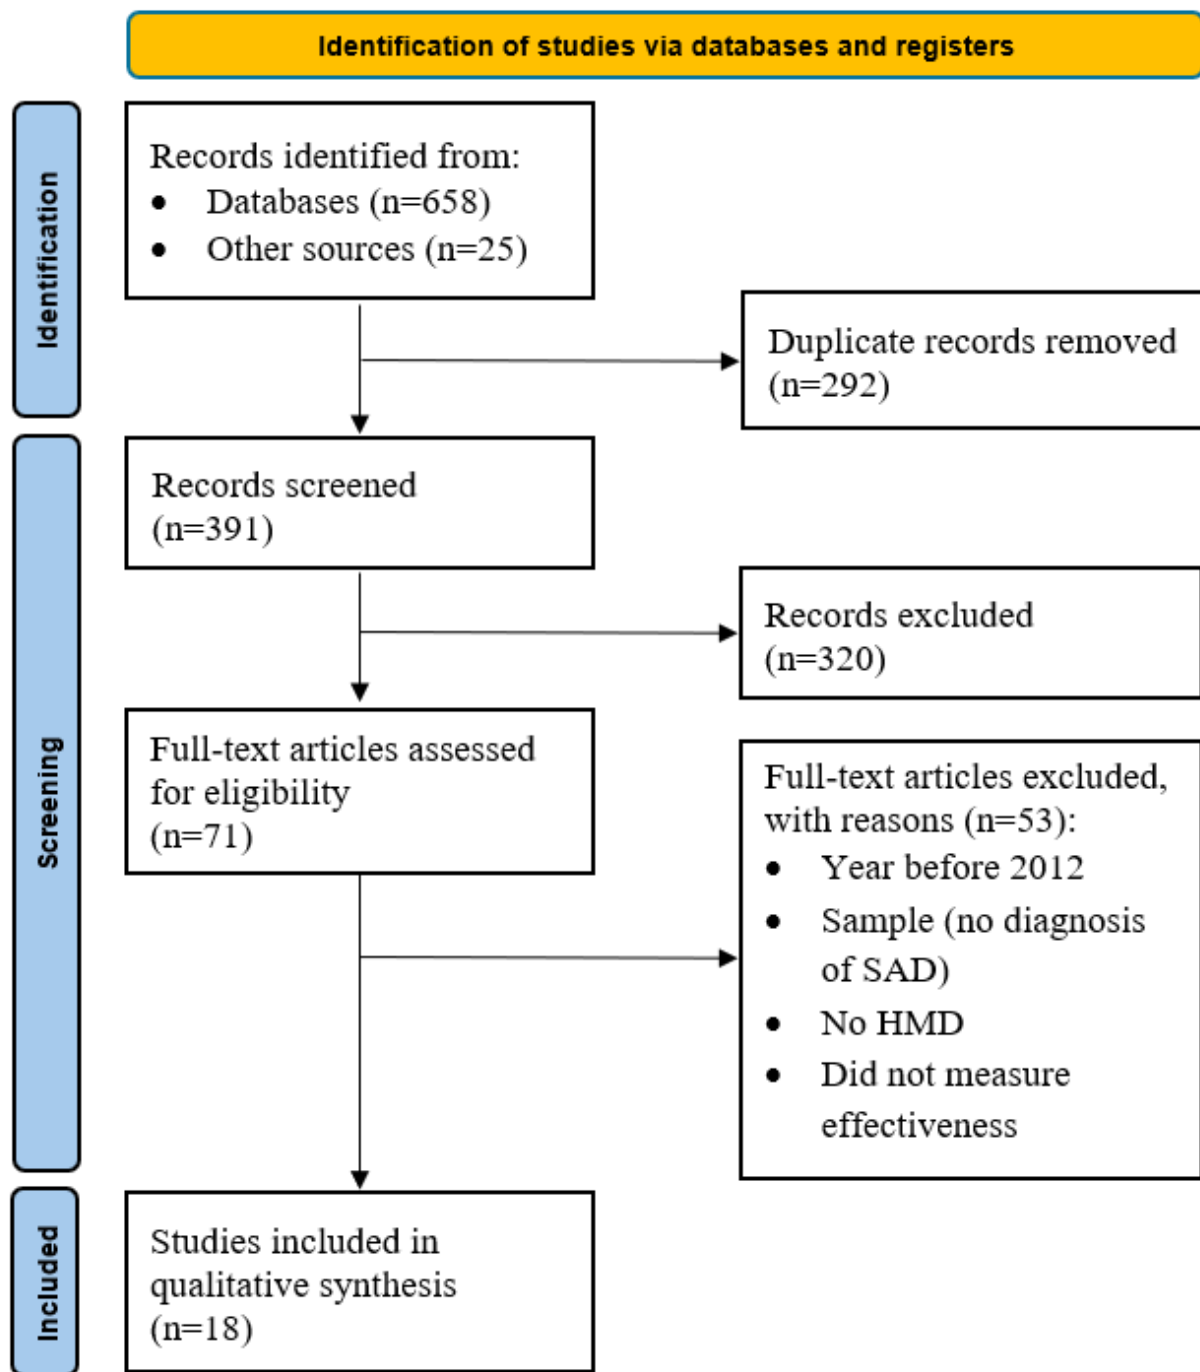 Identification of studies via databases and registers
Identification
Records identified from:
• Databases (n=658)
• Other sources (n=25)
Duplicate records removed
(n=292)
Screening
Records screened
(n=391)
Records excluded
(n=320)
Full-text articles assessed
for eligibility
(n=71)
Full-text articles excluded,
with reasons (n=53):
• Year before 2012
• Sample (no diagnosis
of SAD)
• No HMD
• Did not measure
effectiveness
Included
Studies included in
qualitative synthesis
(n=18)